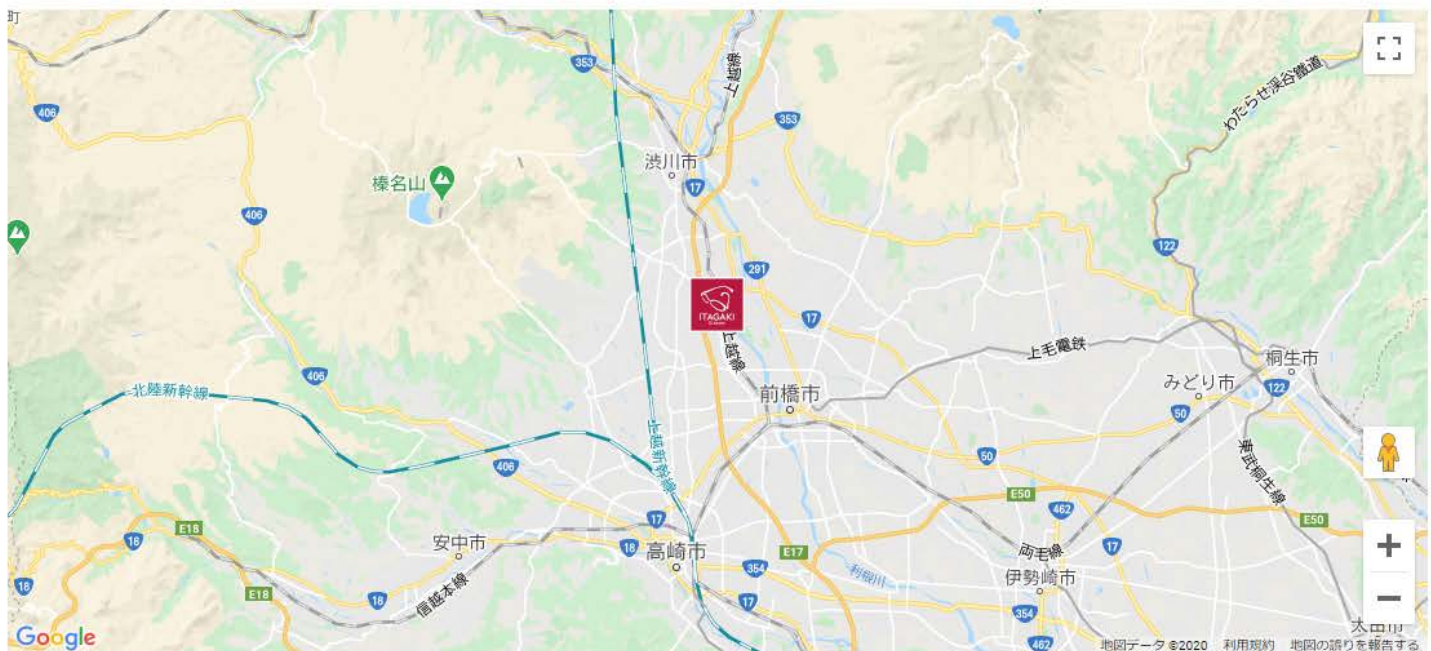 町
353
406
上越線
353
わたらせ渓谷鐵道
渋川市
榛名山
17
406
122
291
ITAGAKI
17
上越線
上毛電鉄
桐生市
北陸新幹線
406
前橋市
みどり市
122
50
上越新幹線
406
50
東武桐生線
E50
E18
18
17
462
E50
安中市
18
高崎市
E17
両毛線
17
354
利根川
伊勢崎市
18
E18
18
信越本線
17
354
太田市
Google
462
地図データ ©2020 利用規約 地図の誤りを報告する